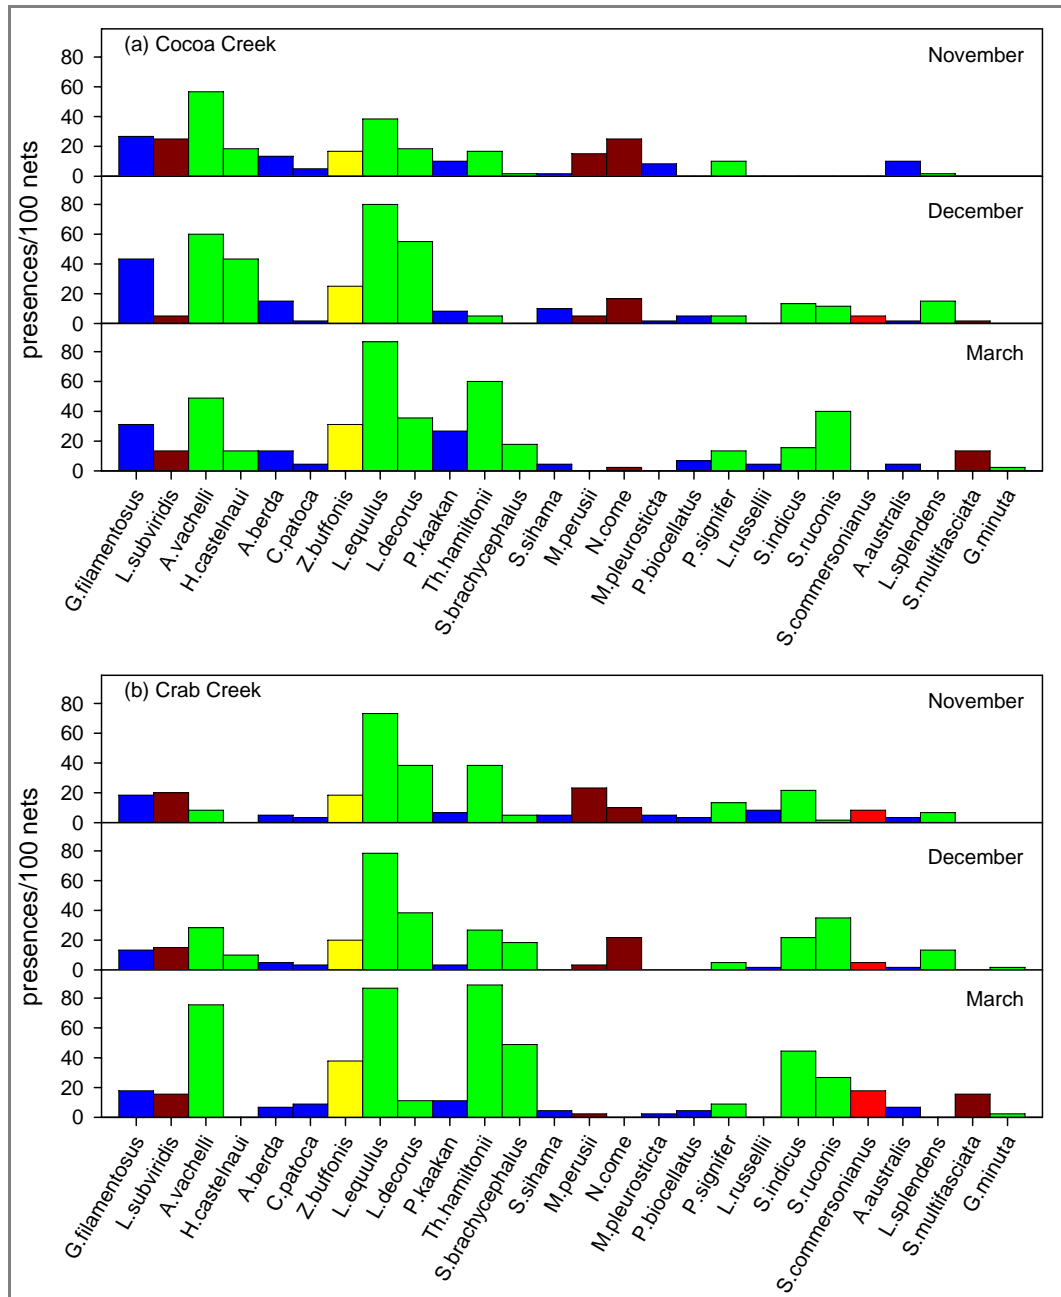 (a) Cocoa Creek
November
80
60
40
20
0
December
80
60
40
20
0
March
80
60
40
20
0
presences/100 nets
G.filamentosus
L.subviridis
A.vachelli
H.castelnaui
A.berda
C.patoca
Z.buffonis
L.equulus
L.decorus
P.kaakan
Th.hamiltonii
S.brachycephalus
S.sihama
M.perusii
N.come
M.pleurosticta
P.biocellatus
P.signifer
L.russellii
S.indicus
S.ruconis
S.commersonianus
A.australis
L.splendens
S.multifasciata
G.minuta
(b) Crab Creek
November
80
60
40
20
0
December
80
60
40
20
0
March
80
60
40
20
0
presences/100 nets
G.filamentosus
L.subviridis
A.vachelli
H.castelnaui
A.berda
C.patoca
Z.buffonis
L.equulus
L.decorus
P.kaakan
Th.hamiltonii
S.brachycephalus
S.sihama
M.perusii
N.come
M.pleurosticta
P.biocellatus
P.signifer
L.russellii
S.indicus
S.ruconis
S.commersonianus
A.australis
L.splendens
S.multifasciata
G.minuta